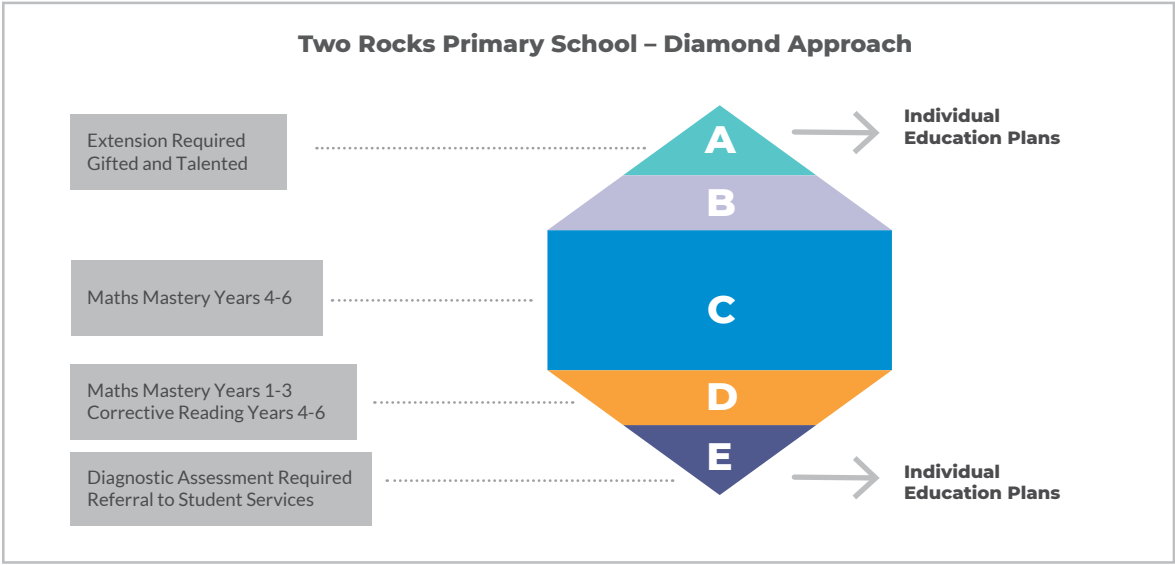 Two Rocks Primary School – Diamond Approach
Extension Required
Gifted and Talented
A
Individual
Education Plans
B
Maths Mastery Years 4-6
C
Maths Mastery Years 1-3
Corrective Reading Years 4-6
D
Diagnostic Assessment Required
Referral to Student Services
E
Individual
Education Plans